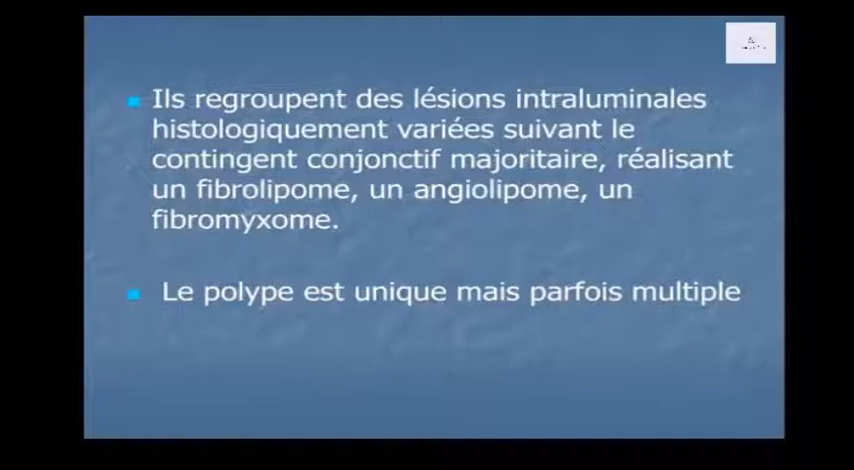 Ils regroupent des lésions intraluminales
histologiquement variées suivant le
contingent conjonctif majoritaire, réalisant
un fibrolipome, un angiolipome, un
fibromyxome.
Le polype est unique mais parfois multiple